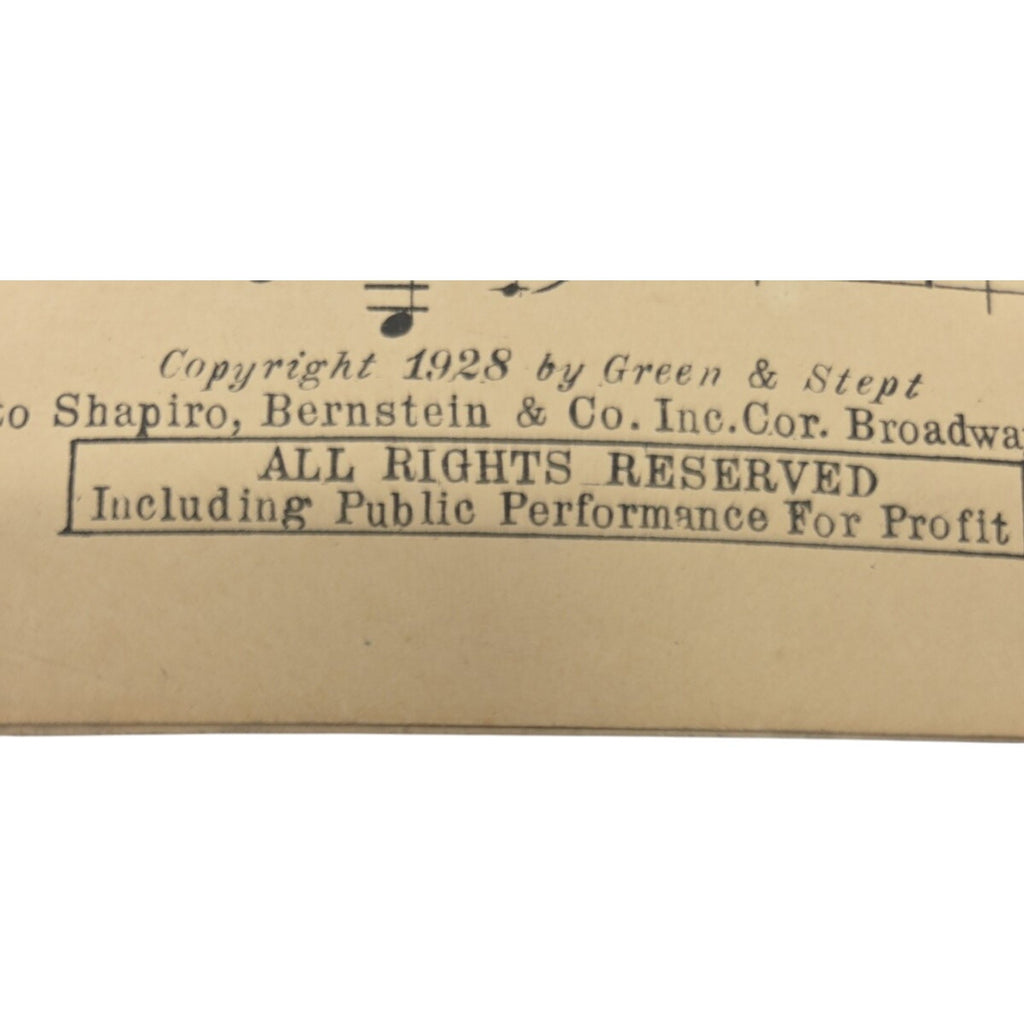 Copyright 1928 by Green & Stept
to Shapiro, Bernstein & Co. Inc. Cor. Broadwa
ALL RIGHTS RESERVED
Including Public Performance For Profit